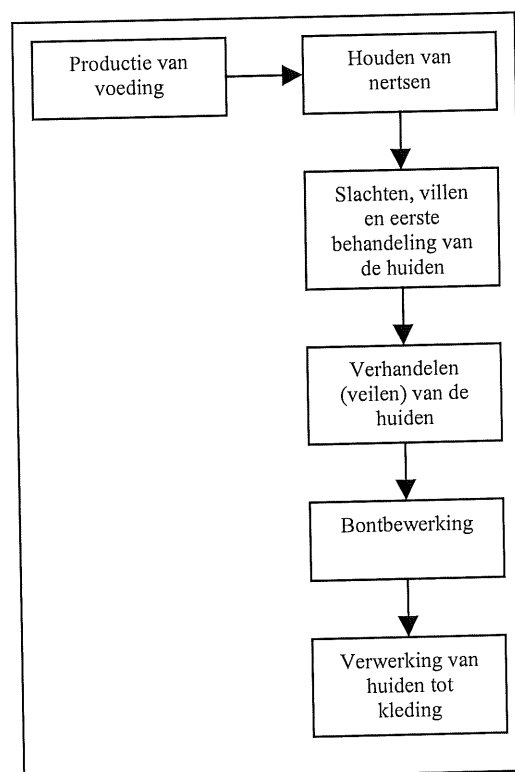 Productie van
voeding
Houden van
nertsen
Slachten, villen
en eerste
behandeling van
de huiden
Verhandelen
(veilen) van de
huiden
Bontbewerking
Verwerking van
huiden tot
kleding